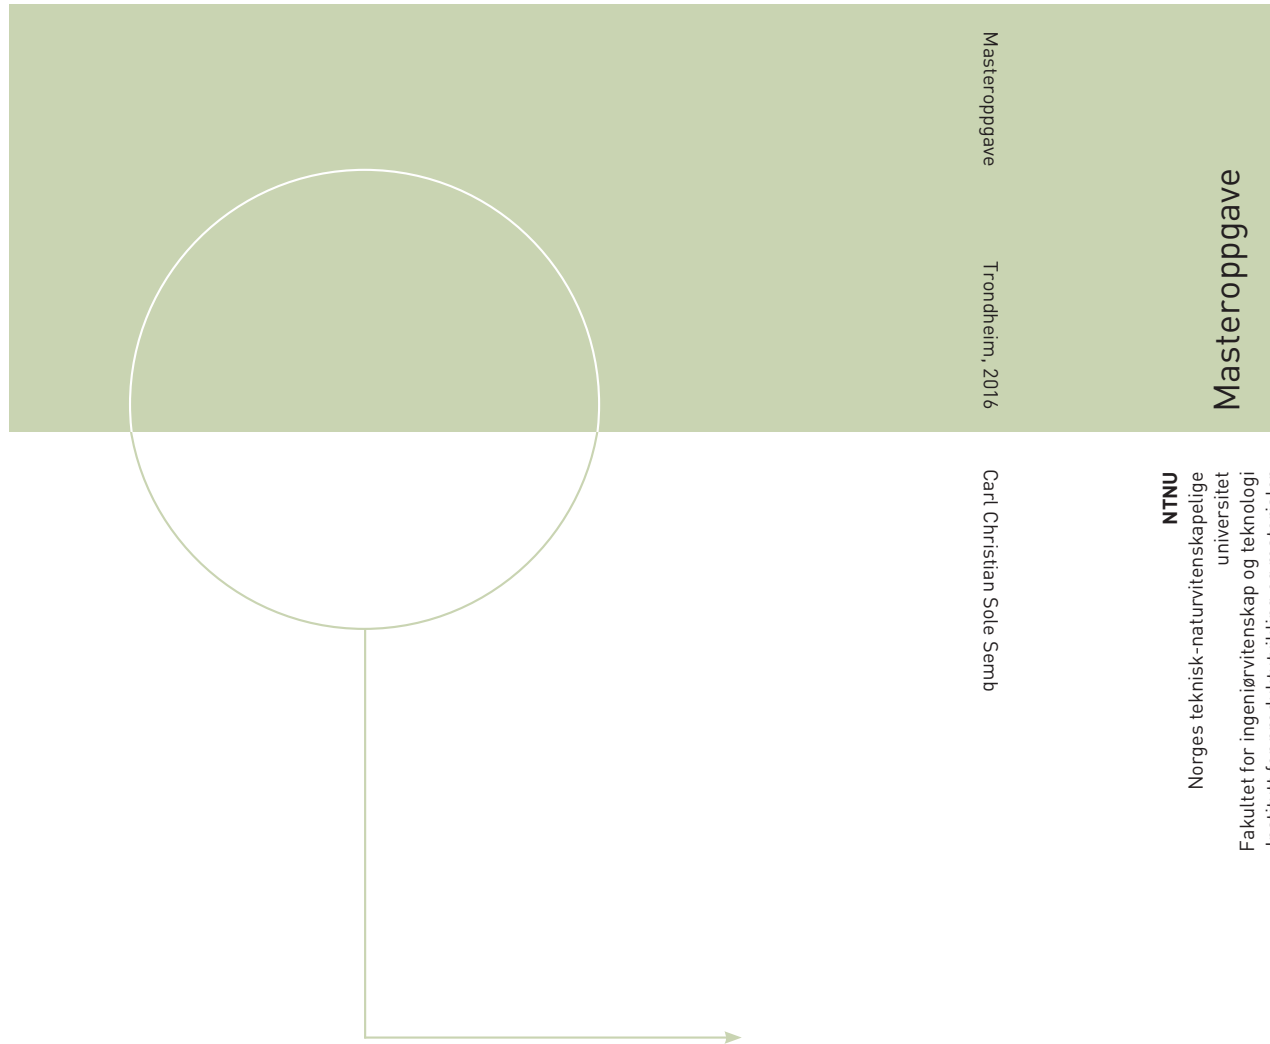 Masteroppgave
Trondheim, 2016
Carl Christian Sole Semb
Masteroppgave
NTNU
Norges teknisk-naturvitenskapelige
universitet
Fakultet for ingeniørvitenskap og teknologi